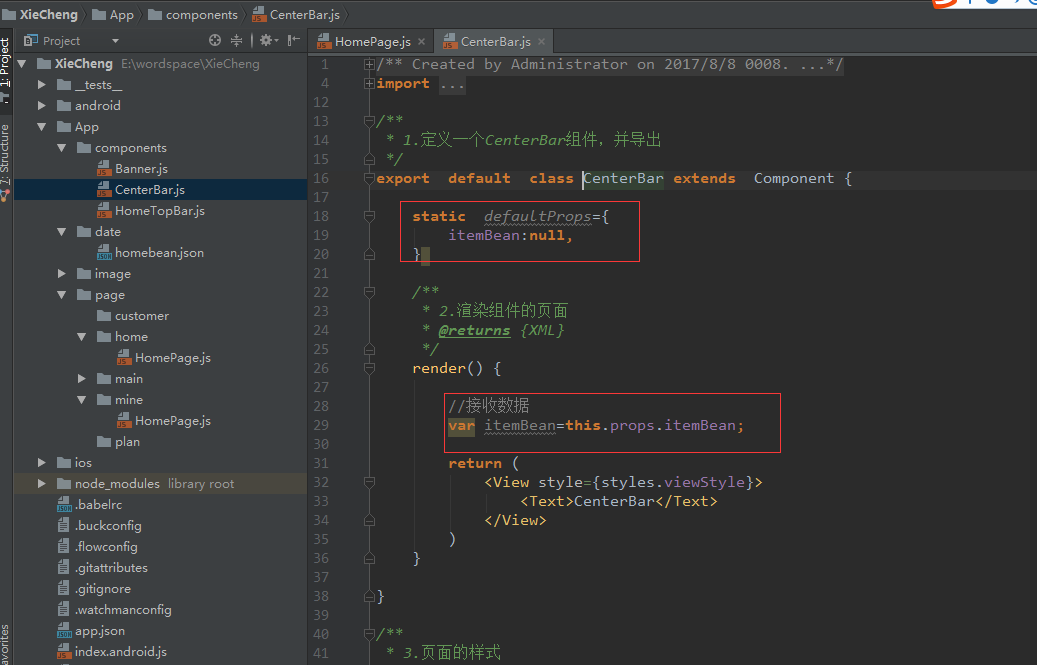 XieCheng App components CenterBar.js
Project
HomePage.js × CenterBar.js ×
1: Project
7: Structure
XieCheng E:\wordspace\XieCheng
__tests__
android
App
components
Banner.js
CenterBar.js
HomeTopBar.js
date
homebean.json
image
page
customer
home
HomePage.js
main
mine
HomePage.js
plan
ios
node_modules library root
.babelrc
.buckconfig
.flowconfig
.gitattributes
.gitignore
.watchmanconfig
app.json
index.android.js
1 /** Created by Administrator on 2017/8/8 0008. ...*/
4 import ...
12
13 /**
14 * 1.定义一个CenterBar组件，并导出
15 */
16 export default class CenterBar extends Component {
17
18 static defaultProps={
19 itemBean:null,
20 }
21
22 /**
23 * 2.渲染组件的页面
24 * @returns {XML}
25 */
26 render() {
27
28 //接收数据
29 var itemBean=this.props.itemBean;
30
31 return (
32 <View style={styles.viewStyle}>
33 <Text>CenterBar</Text>
34 </View>
35 )
36 }
37
38 }
39
40 /**
41 * 3.页面的样式